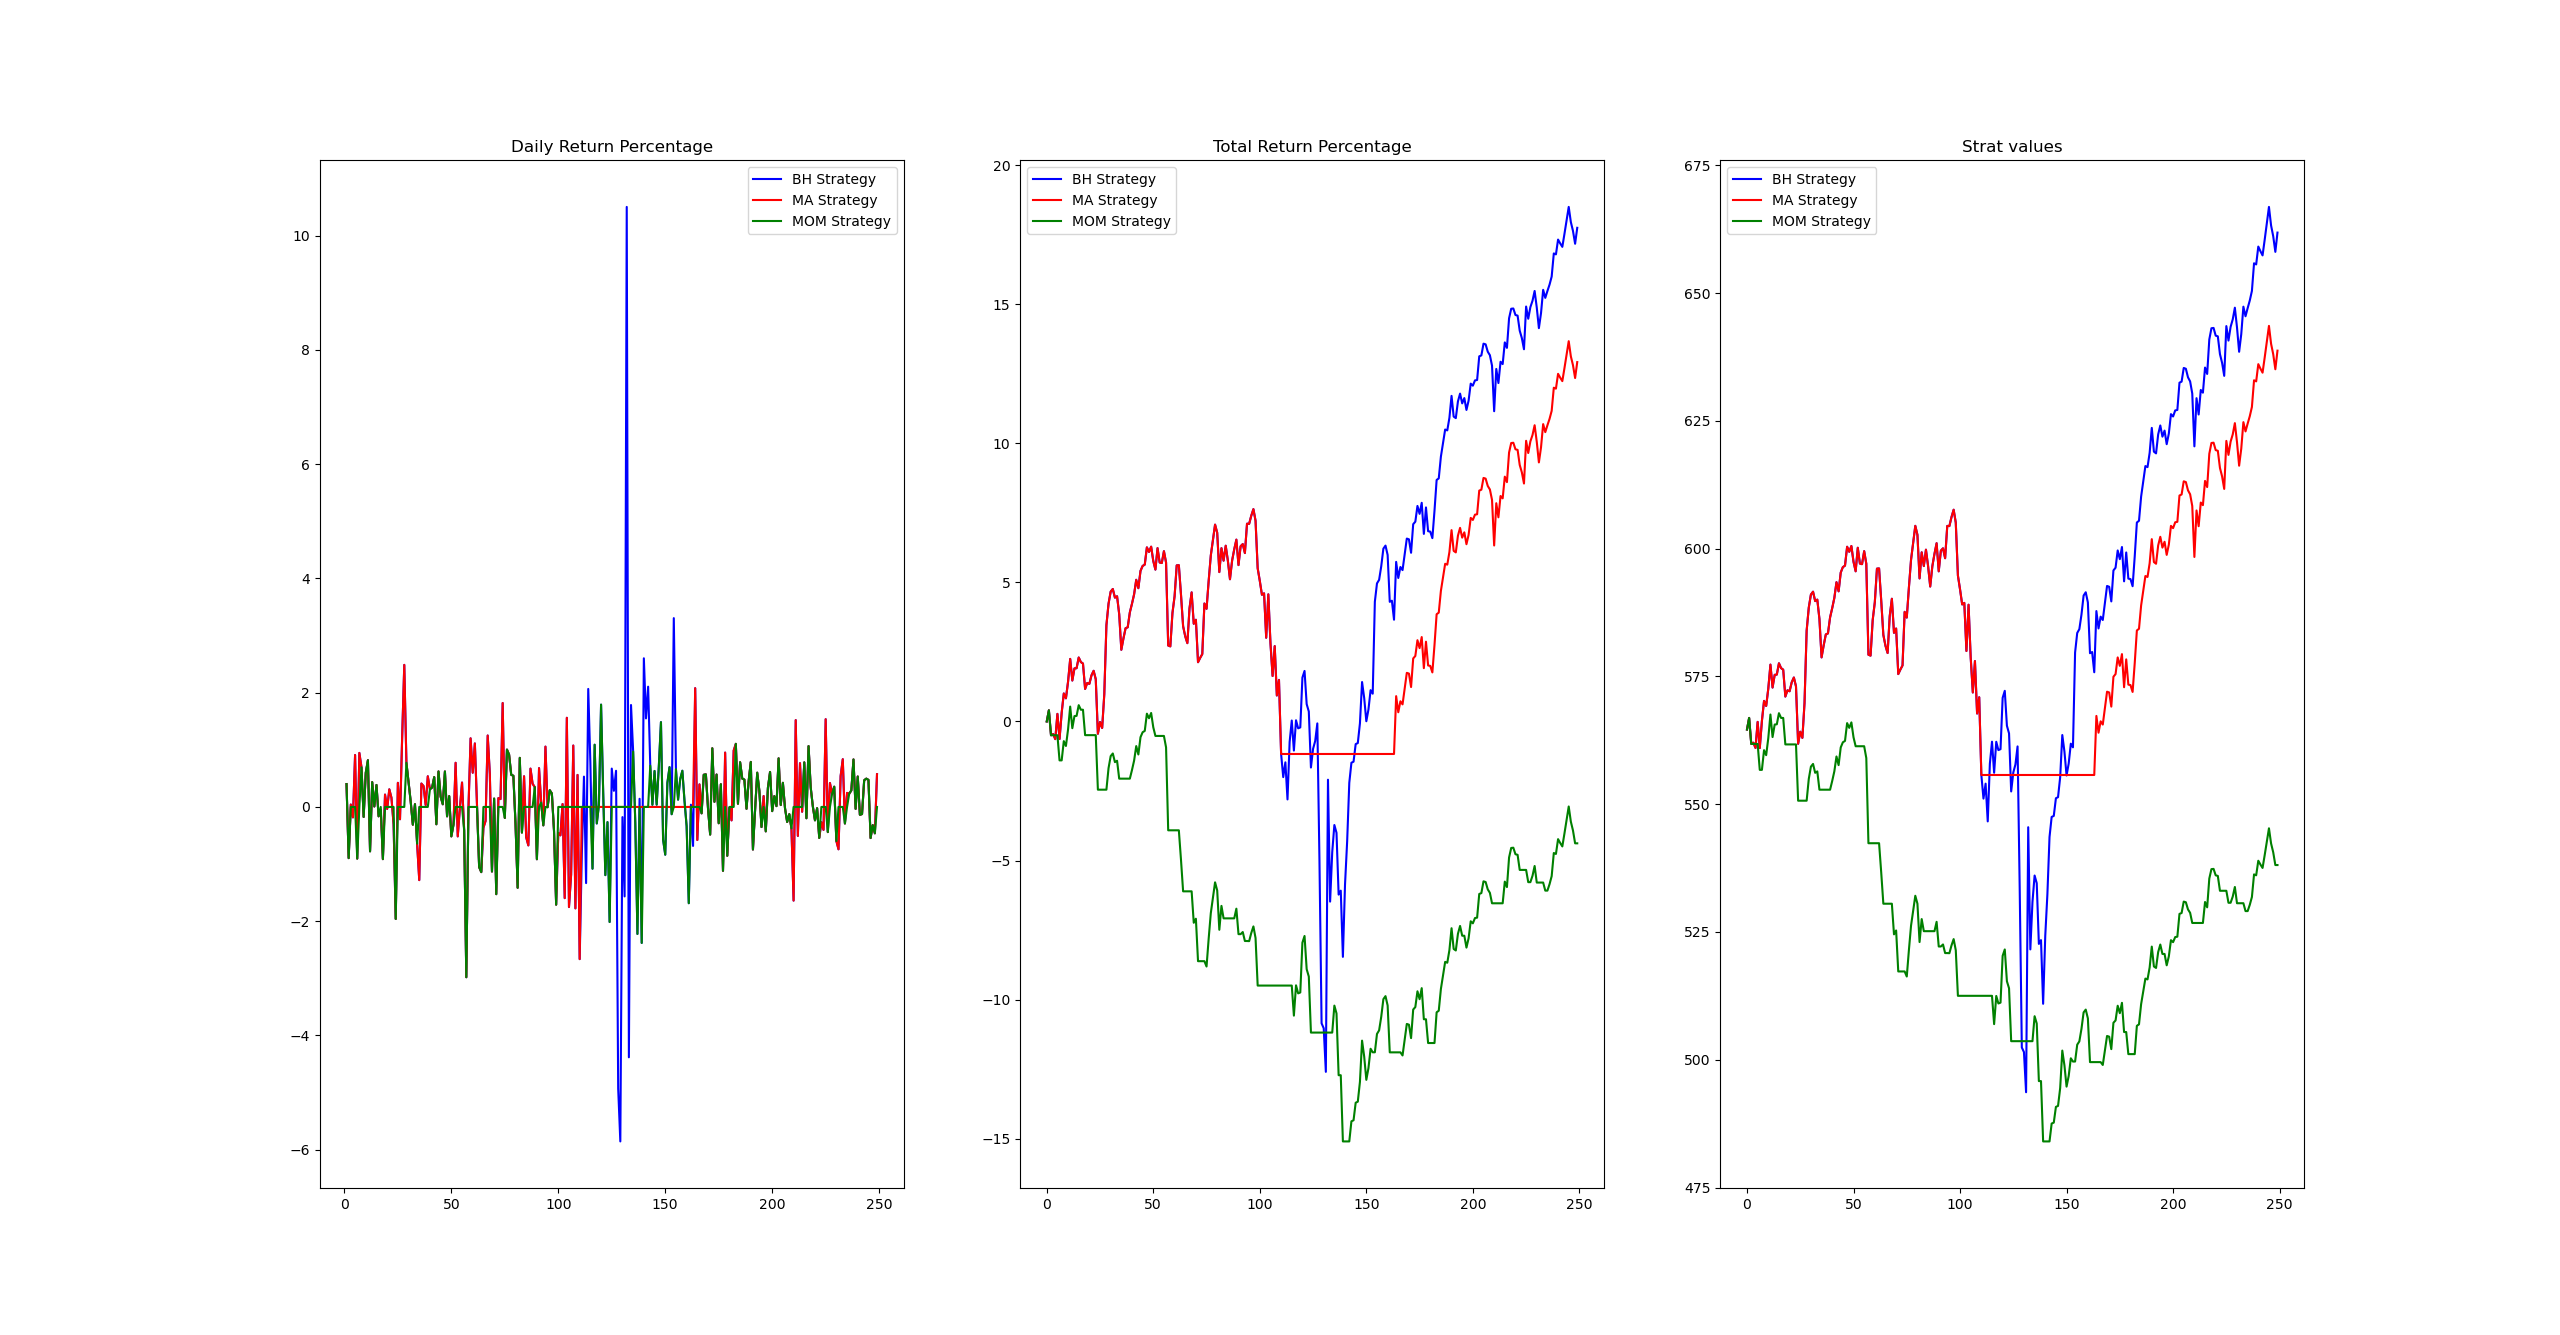 Daily Return Percentage
BH Strategy
MA Strategy
MOM Strategy
10
8
6
4
2
0
−2
−4
−6
0 50 100 150 200 250
Total Return Percentage
BH Strategy
MA Strategy
MOM Strategy
20
15
10
5
0
−5
−10
−15
0 50 100 150 200 250
Strat values
BH Strategy
MA Strategy
MOM Strategy
675
650
625
600
575
550
525
500
475
0 50 100 150 200 250